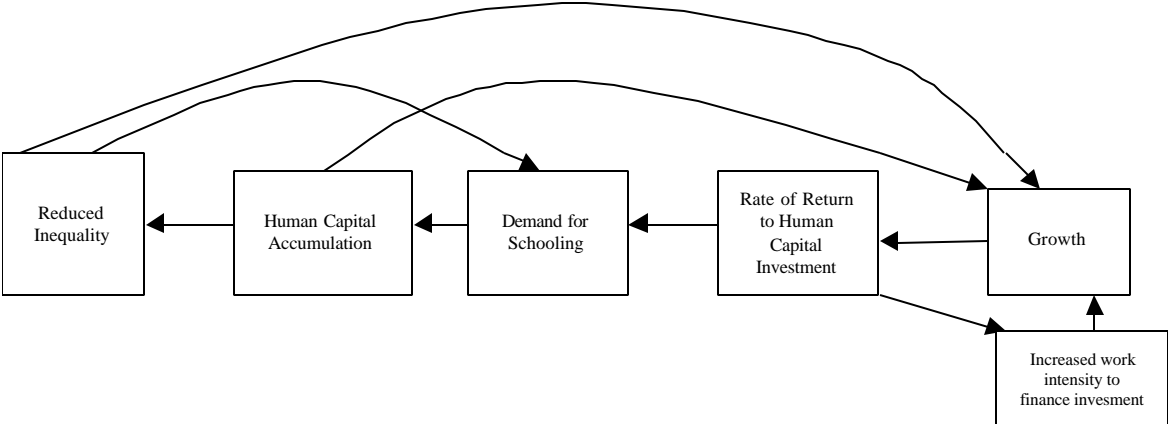 Reduced
Inequality
Human Capital
Accumulation
Demand for
Schooling
Rate of Return
to Human
Capital
Investment
Growth
Increased work
intensity to
finance invesment